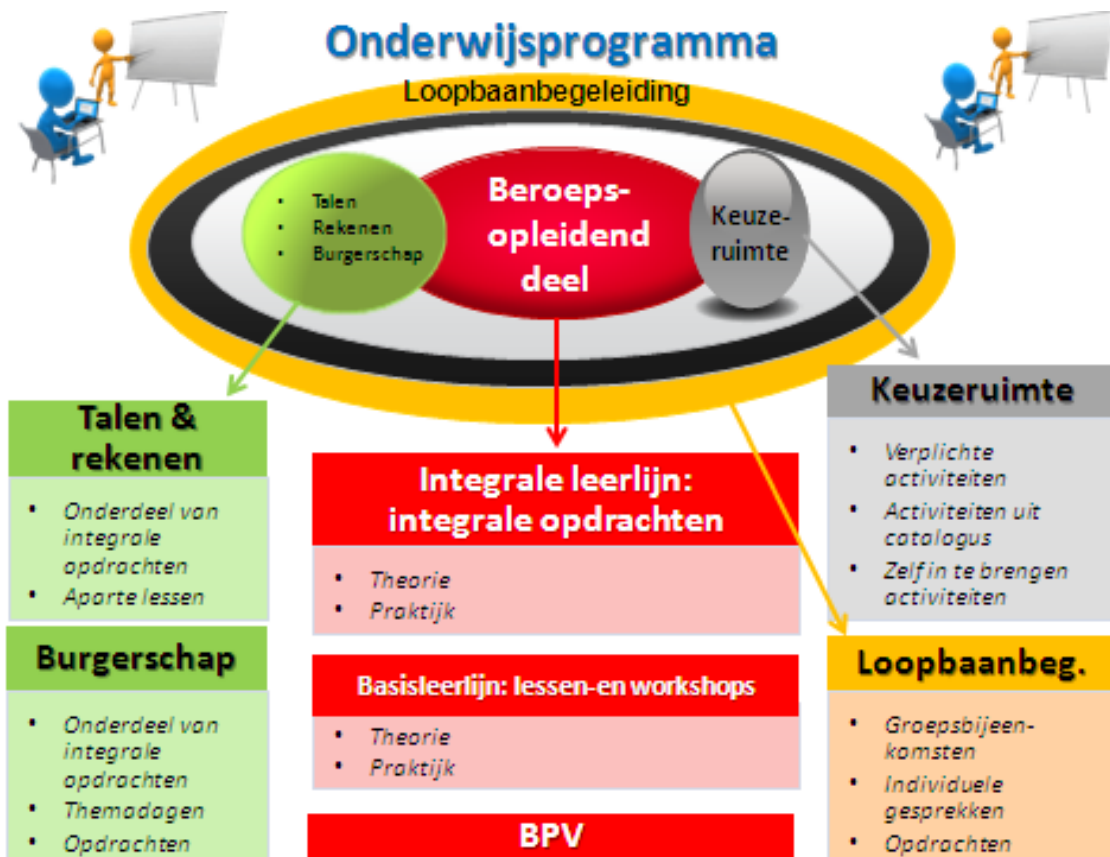 Onderwijsprogramma
Loopbaanbegeleiding
• Talen
• Rekenen
• Burgerschap
Beroeps-
opleidend
deel
Keuze-
ruimte
Talen &
rekenen
• Onderdeel van
integrale
opdrachten
• Aparte lessen
Burgerschap
• Onderdeel van
integrale
opdrachten
• Themadagen
• Opdrachten
Integrale leerlijn:
integrale opdrachten
• Theorie
• Praktijk
Basisleerlijn: lessen-en workshops
• Theorie
• Praktijk
BPV
Keuzeruimte
• Verplichte
activiteiten
• Activiteiten uit
catalogus
• Zelf in te brengen
activiteiten
Loopbaanbeg.
• Groepsbijeen-
komsten
• Individuele
gesprekken
• Opdrachten